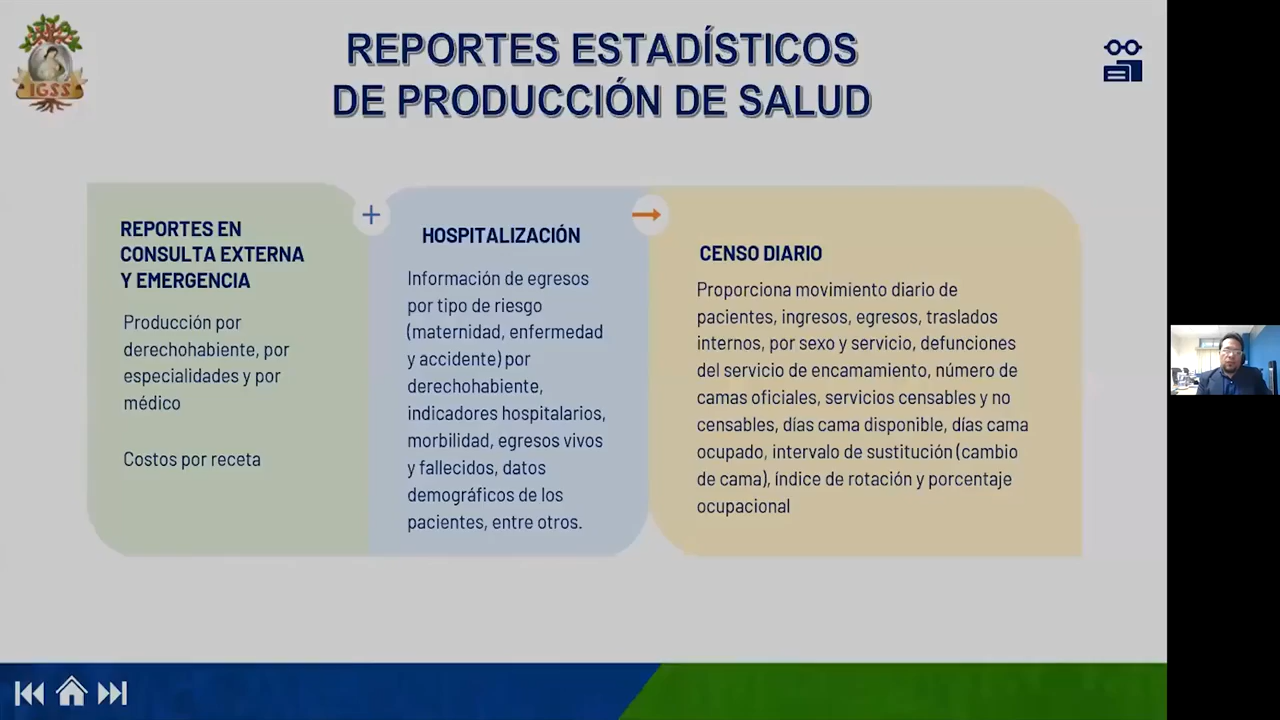 IGSS
REPORTES ESTADÍSTICOS
DE PRODUCCIÓN DE SALUD
REPORTES EN
CONSULTA EXTERNA
Y EMERGENCIA
Producción por
derechohabiente, por
especialidades y por
médico
Costos por receta
HOSPITALIZACIÓN
Información de egresos
por tipo de riesgo
(maternidad, enfermedad
y accidente) por
derechohabiente,
indicadores hospitalarios,
morbilidad, egresos vivos
y fallecidos, datos
demográficos de los
pacientes, entre otros.
CENSO DIARIO
Proporciona movimiento diario de
pacientes, ingresos, egresos, traslados
internos, por sexo y servicio, defunciones
del servicio de encamamiento, número de
camas oficiales, servicios censables y no
censables, días cama disponible, días cama
ocupado, intervalo de sustitución (cambio
de cama), índice de rotación y porcentaje
ocupacional